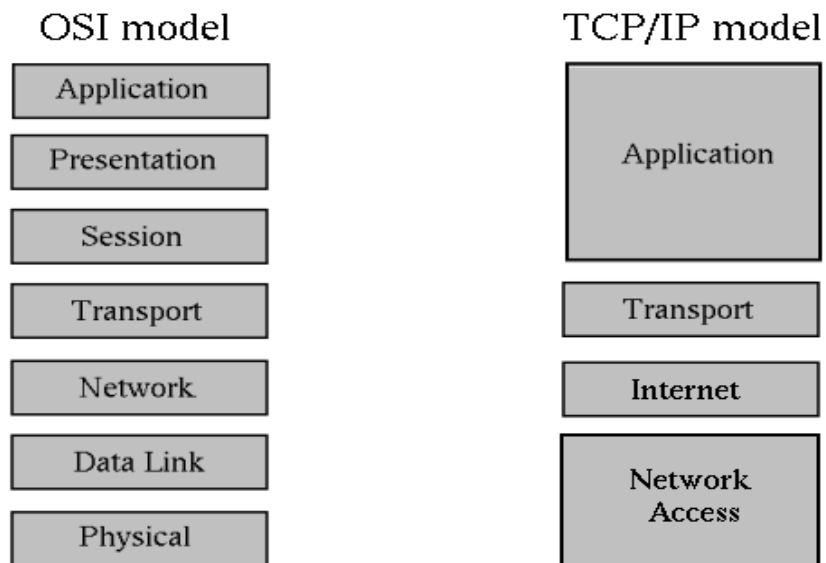 OSI model
Application
Presentation
Session
Transport
Network
Data Link
Physical
TCP/IP model
Application
Transport
Internet
Network
Access